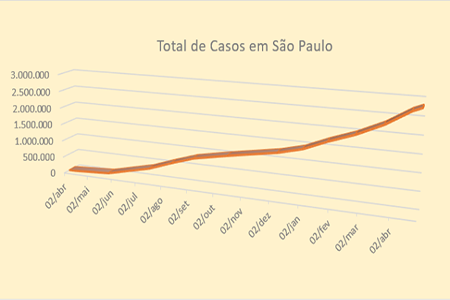 Total de Casos em São Paulo
3.000.000
2.500.000
2.000.000
1.500.000
1.000.000
500.000
0
02/abr
02/mai
02/jun
02/jul
02/ago
02/set
02/out
02/nov
02/dez
02/jan
02/fev
02/mar
02/abr